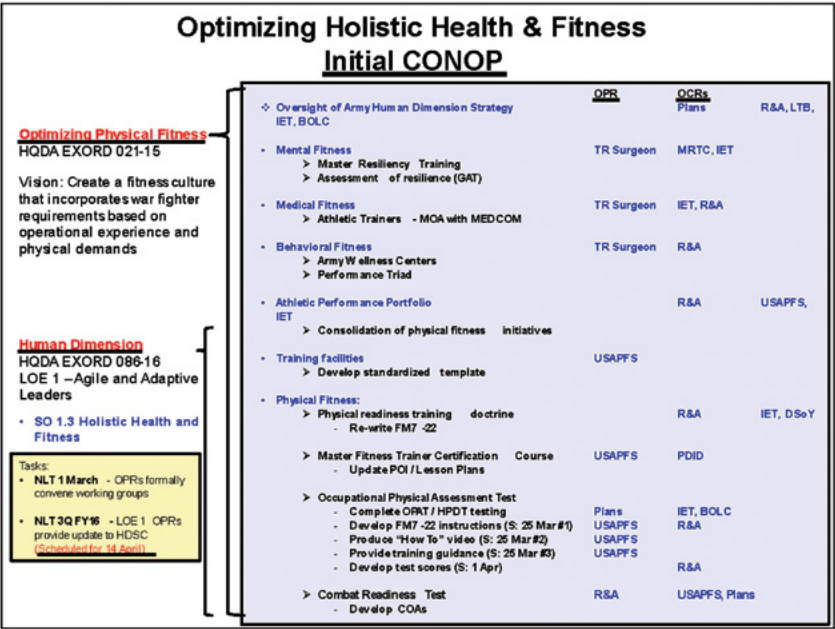 Optimizing Holistic Health & Fitness
Initial CONOP
Optimizing Physical Fitness
HQDA EXORD 021-15
Vision: Create a fitness culture
that incorporates war fighter
requirements based on
operational experience and
physical demands
Human Dimension
HQDA EXORD 086-16
LOE 1 –Agile and Adaptive
Leaders
• SO 1.3 Holistic Health and
Fitness
Tasks:
• NLT 1 March - OPRs formally
convene working groups
• NLT 3Q FY16 - LOE 1 OPRs
provide update to HDSC
(Scheduled for 14 April)
OPR OCRs
❖ Oversight of Army Human Dimension Strategy Plans R&A, LTB,
IET, BOLC
• Mental Fitness TR Surgeon MRTC, IET
➤ Master Resiliency Training
➤ Assessment of resilience (GAT)
• Medical Fitness TR Surgeon IET, R&A
➤ Athletic Trainers - MOA with MEDCOM
• Behavioral Fitness TR Surgeon R&A
➤ Army Wellness Centers
➤ Performance Triad
• Athletic Performance Portfolio R&A USAPFS,
IET
➤ Consolidation of physical fitness initiatives
• Training facilities USAPFS
➤ Develop standardized template
• Physical Fitness:
➤ Physical readiness training doctrine R&A IET, DSoY
- Re-write FM7 -22
➤ Master Fitness Trainer Certification Course USAPFS PDID
- Update POI / Lesson Plans
➤ Occupational Physical Assessment Test
- Complete OPAT / HPDT testing Plans IET, BOLC
- Develop FM7 -22 instructions (S: 25 Mar #1) USAPFS R&A
- Produce "How To" video (S: 25 Mar #2) USAPFS
- Provide training guidance (S: 25 Mar #3) USAPFS
- Develop test scores (S: 1 Apr) R&A
➤ Combat Readiness Test R&A USAPFS, Plans
- Develop COAs